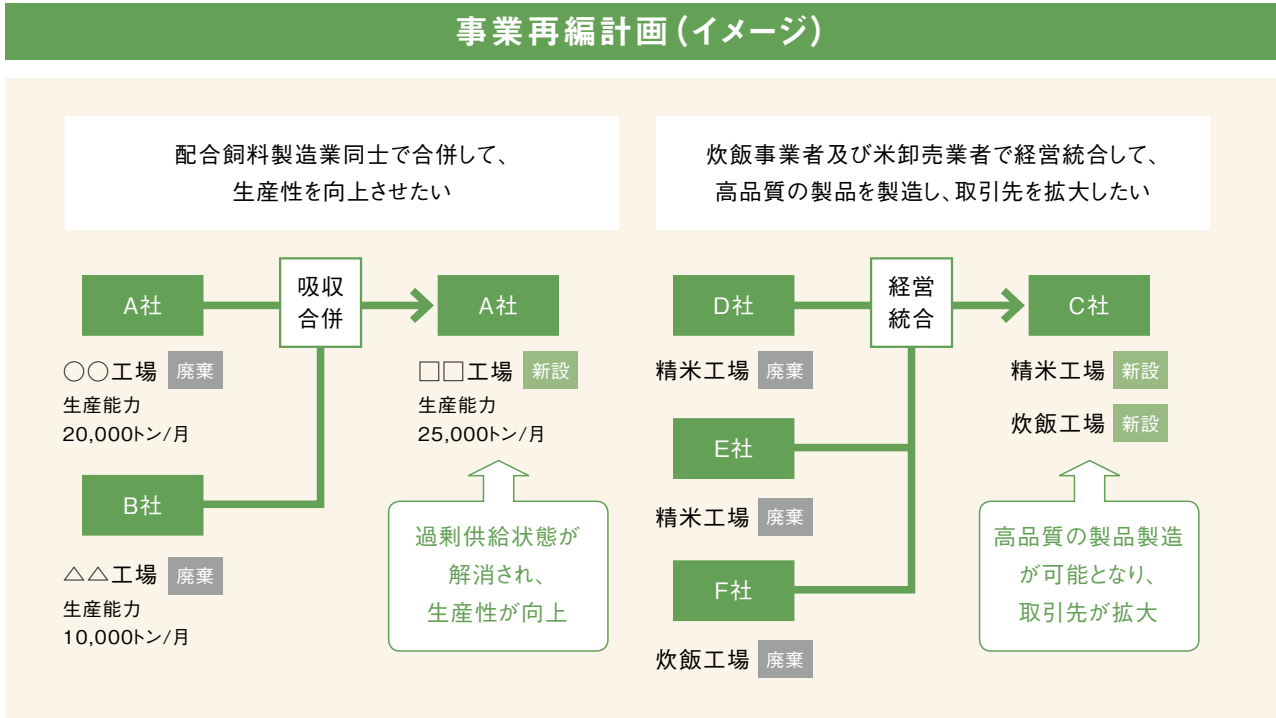 事業再編計画(イメージ)
配合飼料製造業同士で合併して、
生産性を向上させたい
A社
吸収
合併
A社
○○工場 廃棄
生産能力
20,000トン/月
□□工場 新設
生産能力
25,000トン/月
B社
△△工場 廃棄
生産能力
10,000トン/月
過剰供給状態が
解消され、
生産性が向上
炊飯事業者及び米卸売業者で経営統合して、
高品質の製品を製造し、取引先を拡大したい
D社
経営
統合
C社
精米工場 廃棄
精米工場 新設
炊飯工場 新設
E社
精米工場 廃棄
F社
炊飯工場 廃棄
高品質の製品製造
が可能となり、
取引先が拡大